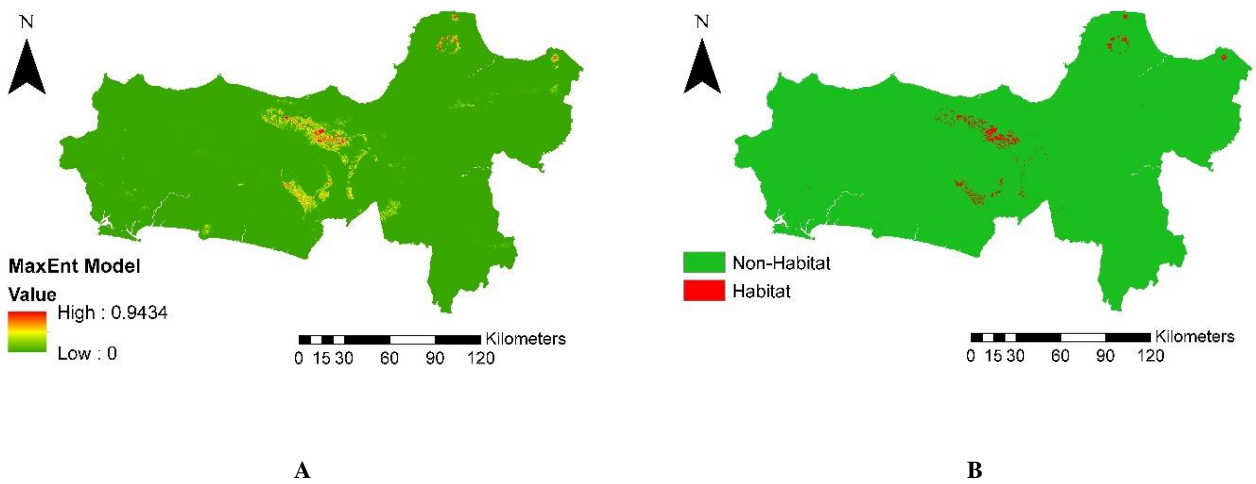 N
MaxEnt Model
Value
High : 0.9434
Low : 0
Kilometers
0 15 30 60 90 120
A
N
Non-Habitat
Habitat
Kilometers
0 15 30 60 90 120
B